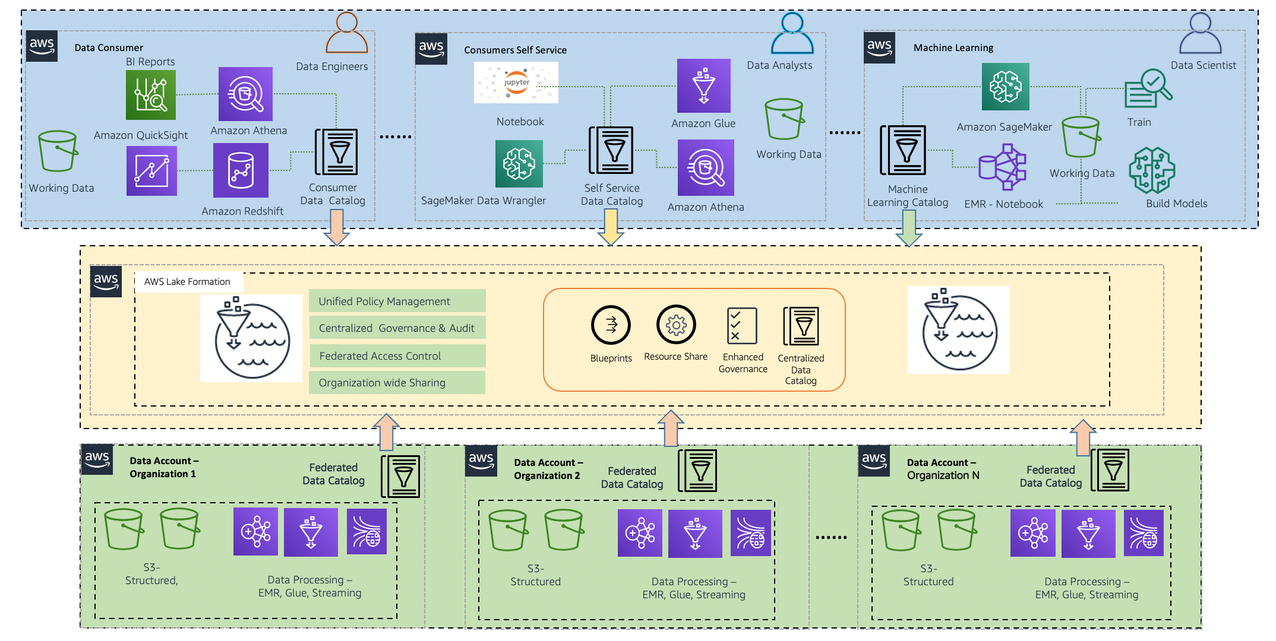 aws
Data Consumer
BI Reports
Data Engineers
Amazon QuickSight
Amazon Athena
Working Data
Amazon Redshift
Consumer
Data Catalog
aws
Consumers Self Service
jupyter
Notebook
Data Analysts
Amazon Glue
Working Data
SageMaker Data Wrangler
Self Service
Data Catalog
Amazon Athena
aws
Machine Learning
Data Scientist
Amazon SageMaker
Train
Working Data
Machine
Learning Catalog
EMR - Notebook
Build Models
aws
AWS Lake Formation
Unified Policy Management
Centralized Governance & Audit
Federated Access Control
Organization wide Sharing
Blueprints
Resource Share
Enhanced
Governance
Centralized
Data
Catalog
aws
Data Account –
Organization 1
Federated
Data Catalog
S3-
Structured,
Data Processing –
EMR, Glue, Streaming
aws
Data Account –
Organization 2
Federated
Data Catalog
S3-
Structured
Data Processing –
EMR, Glue, Streaming
aws
Data Account –
Organization N
Federated
Data Catalog
S3-
Structured
Data Processing –
EMR, Glue, Streaming